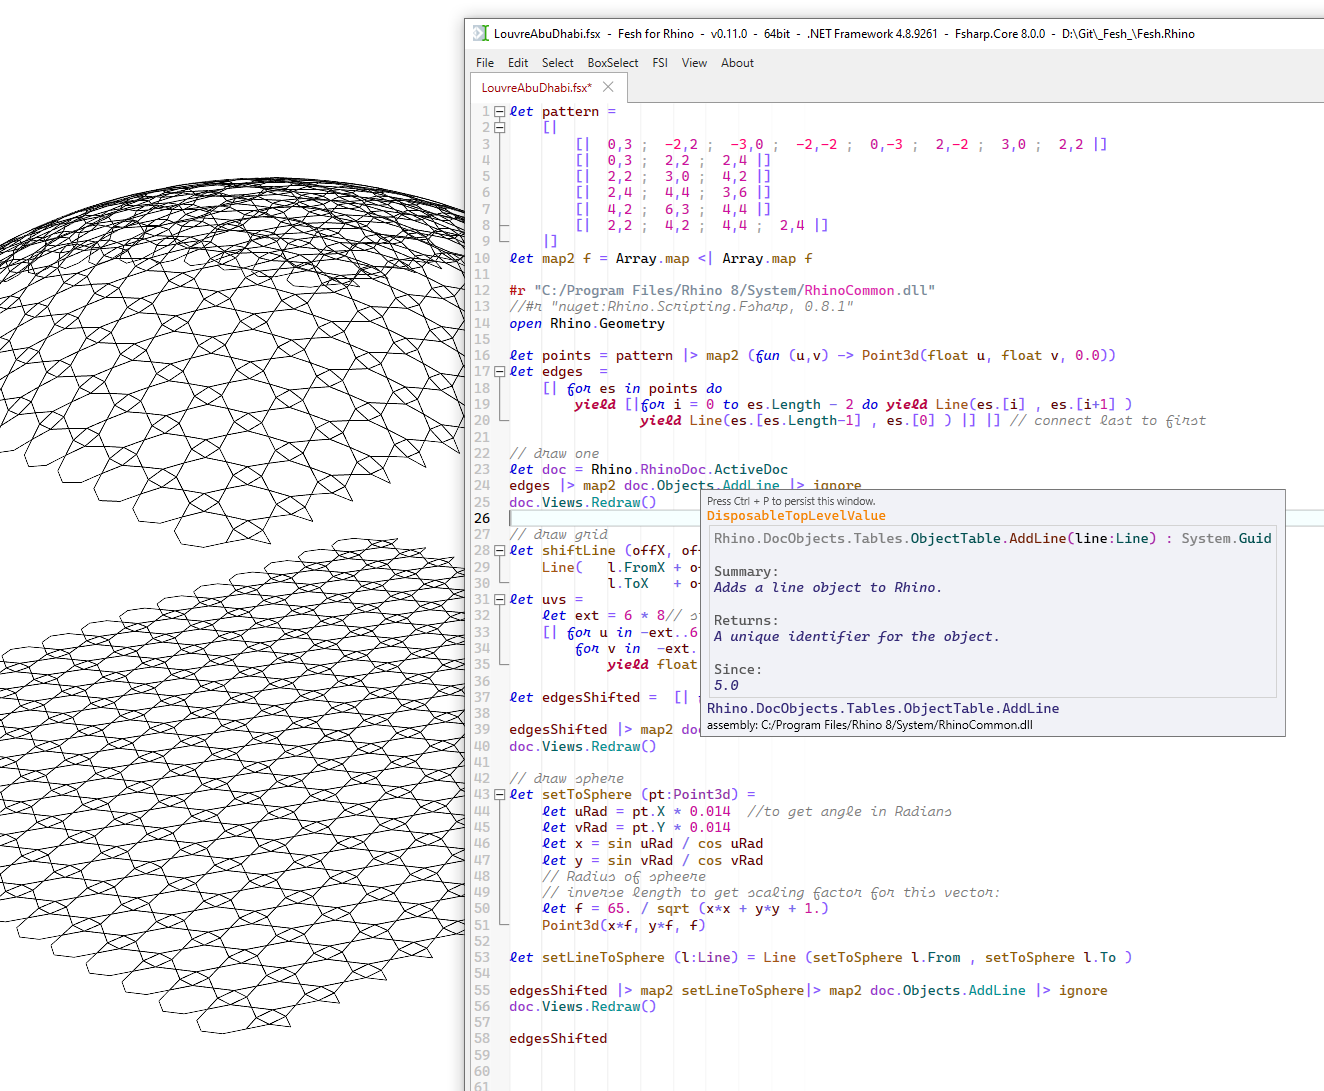 LouvreAbuDhabi.fsx  -  Fesh for Rhino  -  v0.11.0  -  64bit  -  .NET Framework 4.8.9261  -  Fsharp.Core 8.0.0  -  D:\Git\_Fesh_\Fesh.Rhino
File Edit Select BoxSelect FSI View About
LouvreAbuDhabi.fsx*
1 let pattern =
2     [|
3         [|  0,3 ;  -2,2 ;  -3,0 ;  -2,-2 ;  0,-3 ;  2,-2 ;  3,0 ;  2,2 |]
4         [|  0,3 ;  2,2 ;  2,4 |]
5         [|  2,2 ;  3,0 ;  4,2 |]
6         [|  2,4 ;  4,4 ;  3,6 |]
7         [|  4,2 ;  6,3 ;  4,4 |]
8         [|  2,2 ;  4,2 ;  4,4 ;  2,4 |]
9     |]
10 let map2 f = Array.map <| Array.map f
11
12 #r "C:/Program Files/Rhino 8/System/RhinoCommon.dll"
13 //#r "nuget:Rhino.Scripting.Fsharp, 0.8.1"
14 open Rhino.Geometry
15
16 let points = pattern |> map2 (fun (u,v) -> Point3d(float u, float v, 0.0))
17 let edges  =
18     [| for es in points do
19         yield [|for i = 0 to es.Length - 2 do yield Line(es.[i] , es.[i+1] )
20                 yield Line(es.[es.Length-1] , es.[0] ) |] |] // connect last to first
21
22 // draw one
23 let doc = Rhino.RhinoDoc.ActiveDoc
24 edges |> map2 doc.Objects.AddLine |> ignore
25 doc.Views.Redraw()
26
27 // draw grid
28 let shiftLine (offX, of
29     Line(   l.FromX + o
30             l.ToX   + o
31 let uvs =
32     let ext = 6 * 8// s
33     [| for u in -ext..6
34         for v in  -ext.
35             yield float
36
37 let edgesShifted =  [|
38
39 edgesShifted |> map2 do
40 doc.Views.Redraw()
41
42 // draw sphere
43 let setToSphere (pt:Point3d) =
44     let uRad = pt.X * 0.014  //to get angle in Radians
45     let vRad = pt.Y * 0.014
46     let x = sin uRad / cos uRad
47     let y = sin vRad / cos vRad
48     // Radius of spheere
49     // inverse length to get scaling factor for this vector:
50     let f = 65. / sqrt (x*x + y*y + 1.)
51     Point3d(x*f, y*f, f)
52
53 let setLineToSphere (l:Line) = Line (setToSphere l.From , setToSphere l.To )
54
55 edgesShifted |> map2 setLineToSphere|> map2 doc.Objects.AddLine |> ignore
56 doc.Views.Redraw()
57
58 edgesShifted
59
60
61
Press Ctrl + P to persist this window.
DisposableTopLevelValue
Rhino.DocObjects.Tables.ObjectTable.AddLine(line:Line) : System.Guid
Summary:
Adds a line object to Rhino.
Returns:
A unique identifier for the object.
Since:
5.0
Rhino.DocObjects.Tables.ObjectTable.AddLine
assembly: C:/Program Files/Rhino 8/System/RhinoCommon.dll